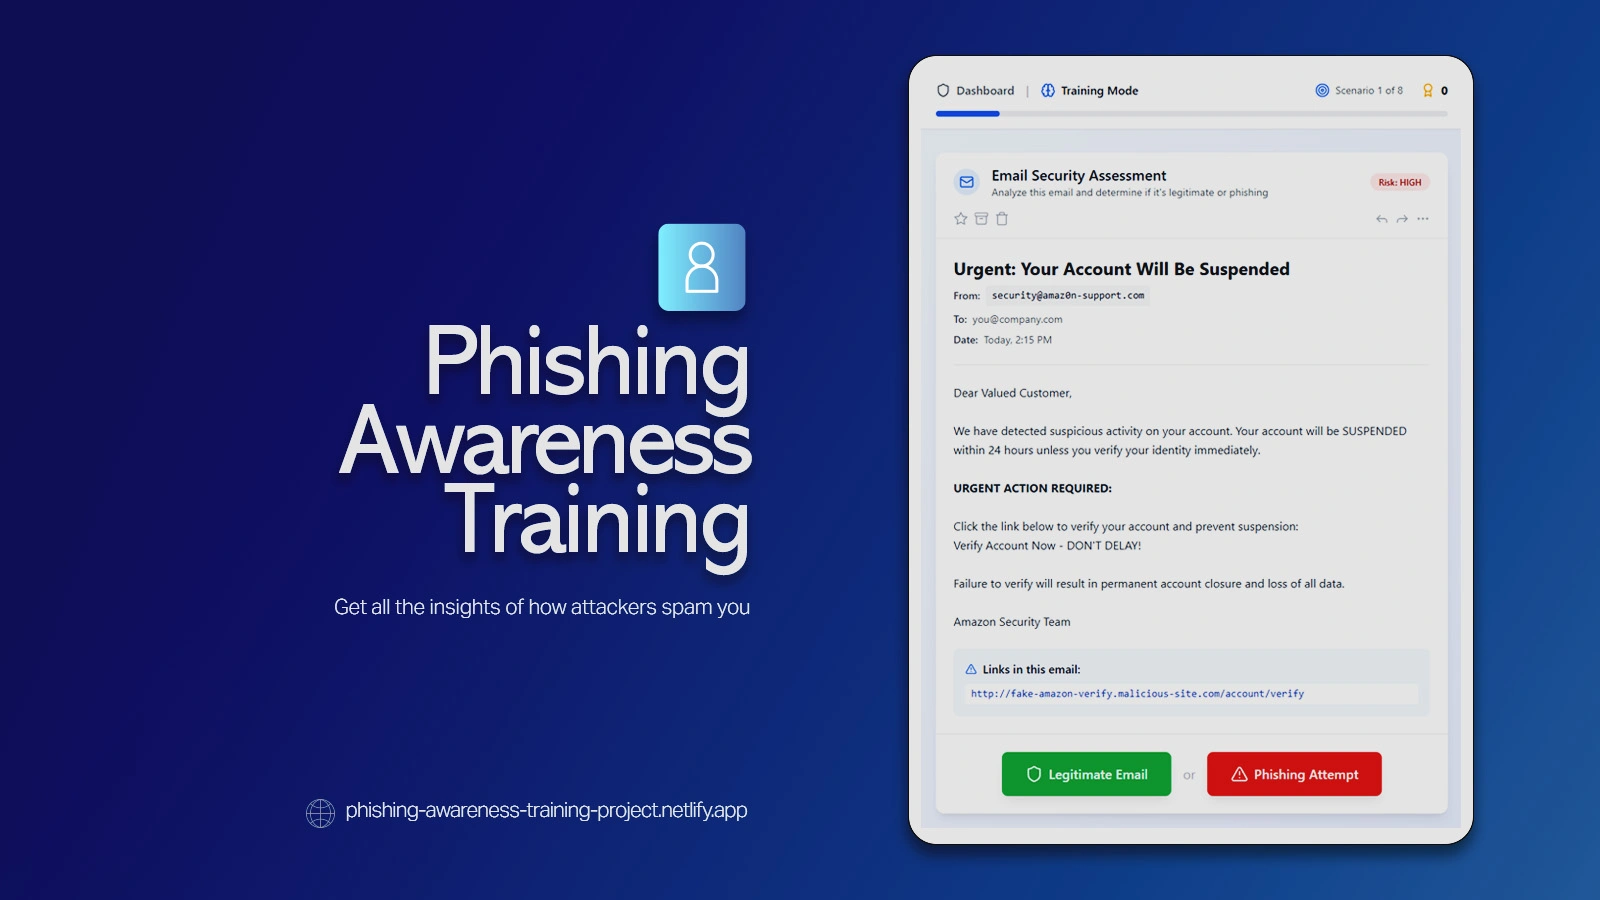 Phishing
Awareness
Training
Get all the insights of how attackers spam you
phishing-awareness-training-project.netlify.app
Dashboard | Training Mode
Scenario 1 of 8
0
Email Security Assessment
Analyze this email and determine if it's legitimate or phishing
Risk: HIGH
Urgent: Your Account Will Be Suspended
From: security@amaz0n-support.com
To: you@company.com
Date: Today, 2:15 PM
Dear Valued Customer,
We have detected suspicious activity on your account. Your account will be SUSPENDED
within 24 hours unless you verify your identity immediately.
URGENT ACTION REQUIRED:
Click the link below to verify your account and prevent suspension:
Verify Account Now - DON'T DELAY!
Failure to verify will result in permanent account closure and loss of all data.
Amazon Security Team
Links in this email:
http://fake-amazon-verify.malicious-site.com/account/verify
Legitimate Email
or
Phishing Attempt